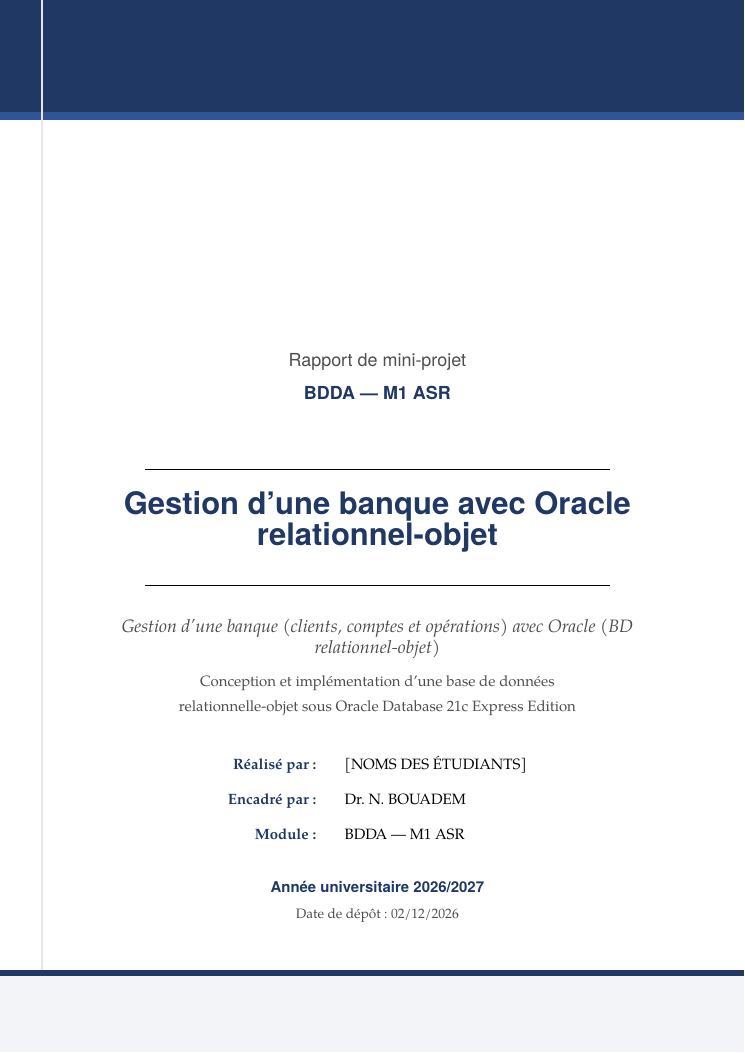 Rapport de mini-projet
BDDA — M1 ASR
Gestion d'une banque avec Oracle
relationnel-objet
Gestion d'une banque (clients, comptes et opérations) avec Oracle (BD
relationnel-objet)
Conception et implémentation d'une base de données
relationnelle-objet sous Oracle Database 21c Express Edition
Réalisé par : [NOMS DES ÉTUDIANTS]
Encadré par : Dr. N. BOUADEM
Module : BDDA — M1 ASR
Année universitaire 2026/2027
Date de dépôt : 02/12/2026